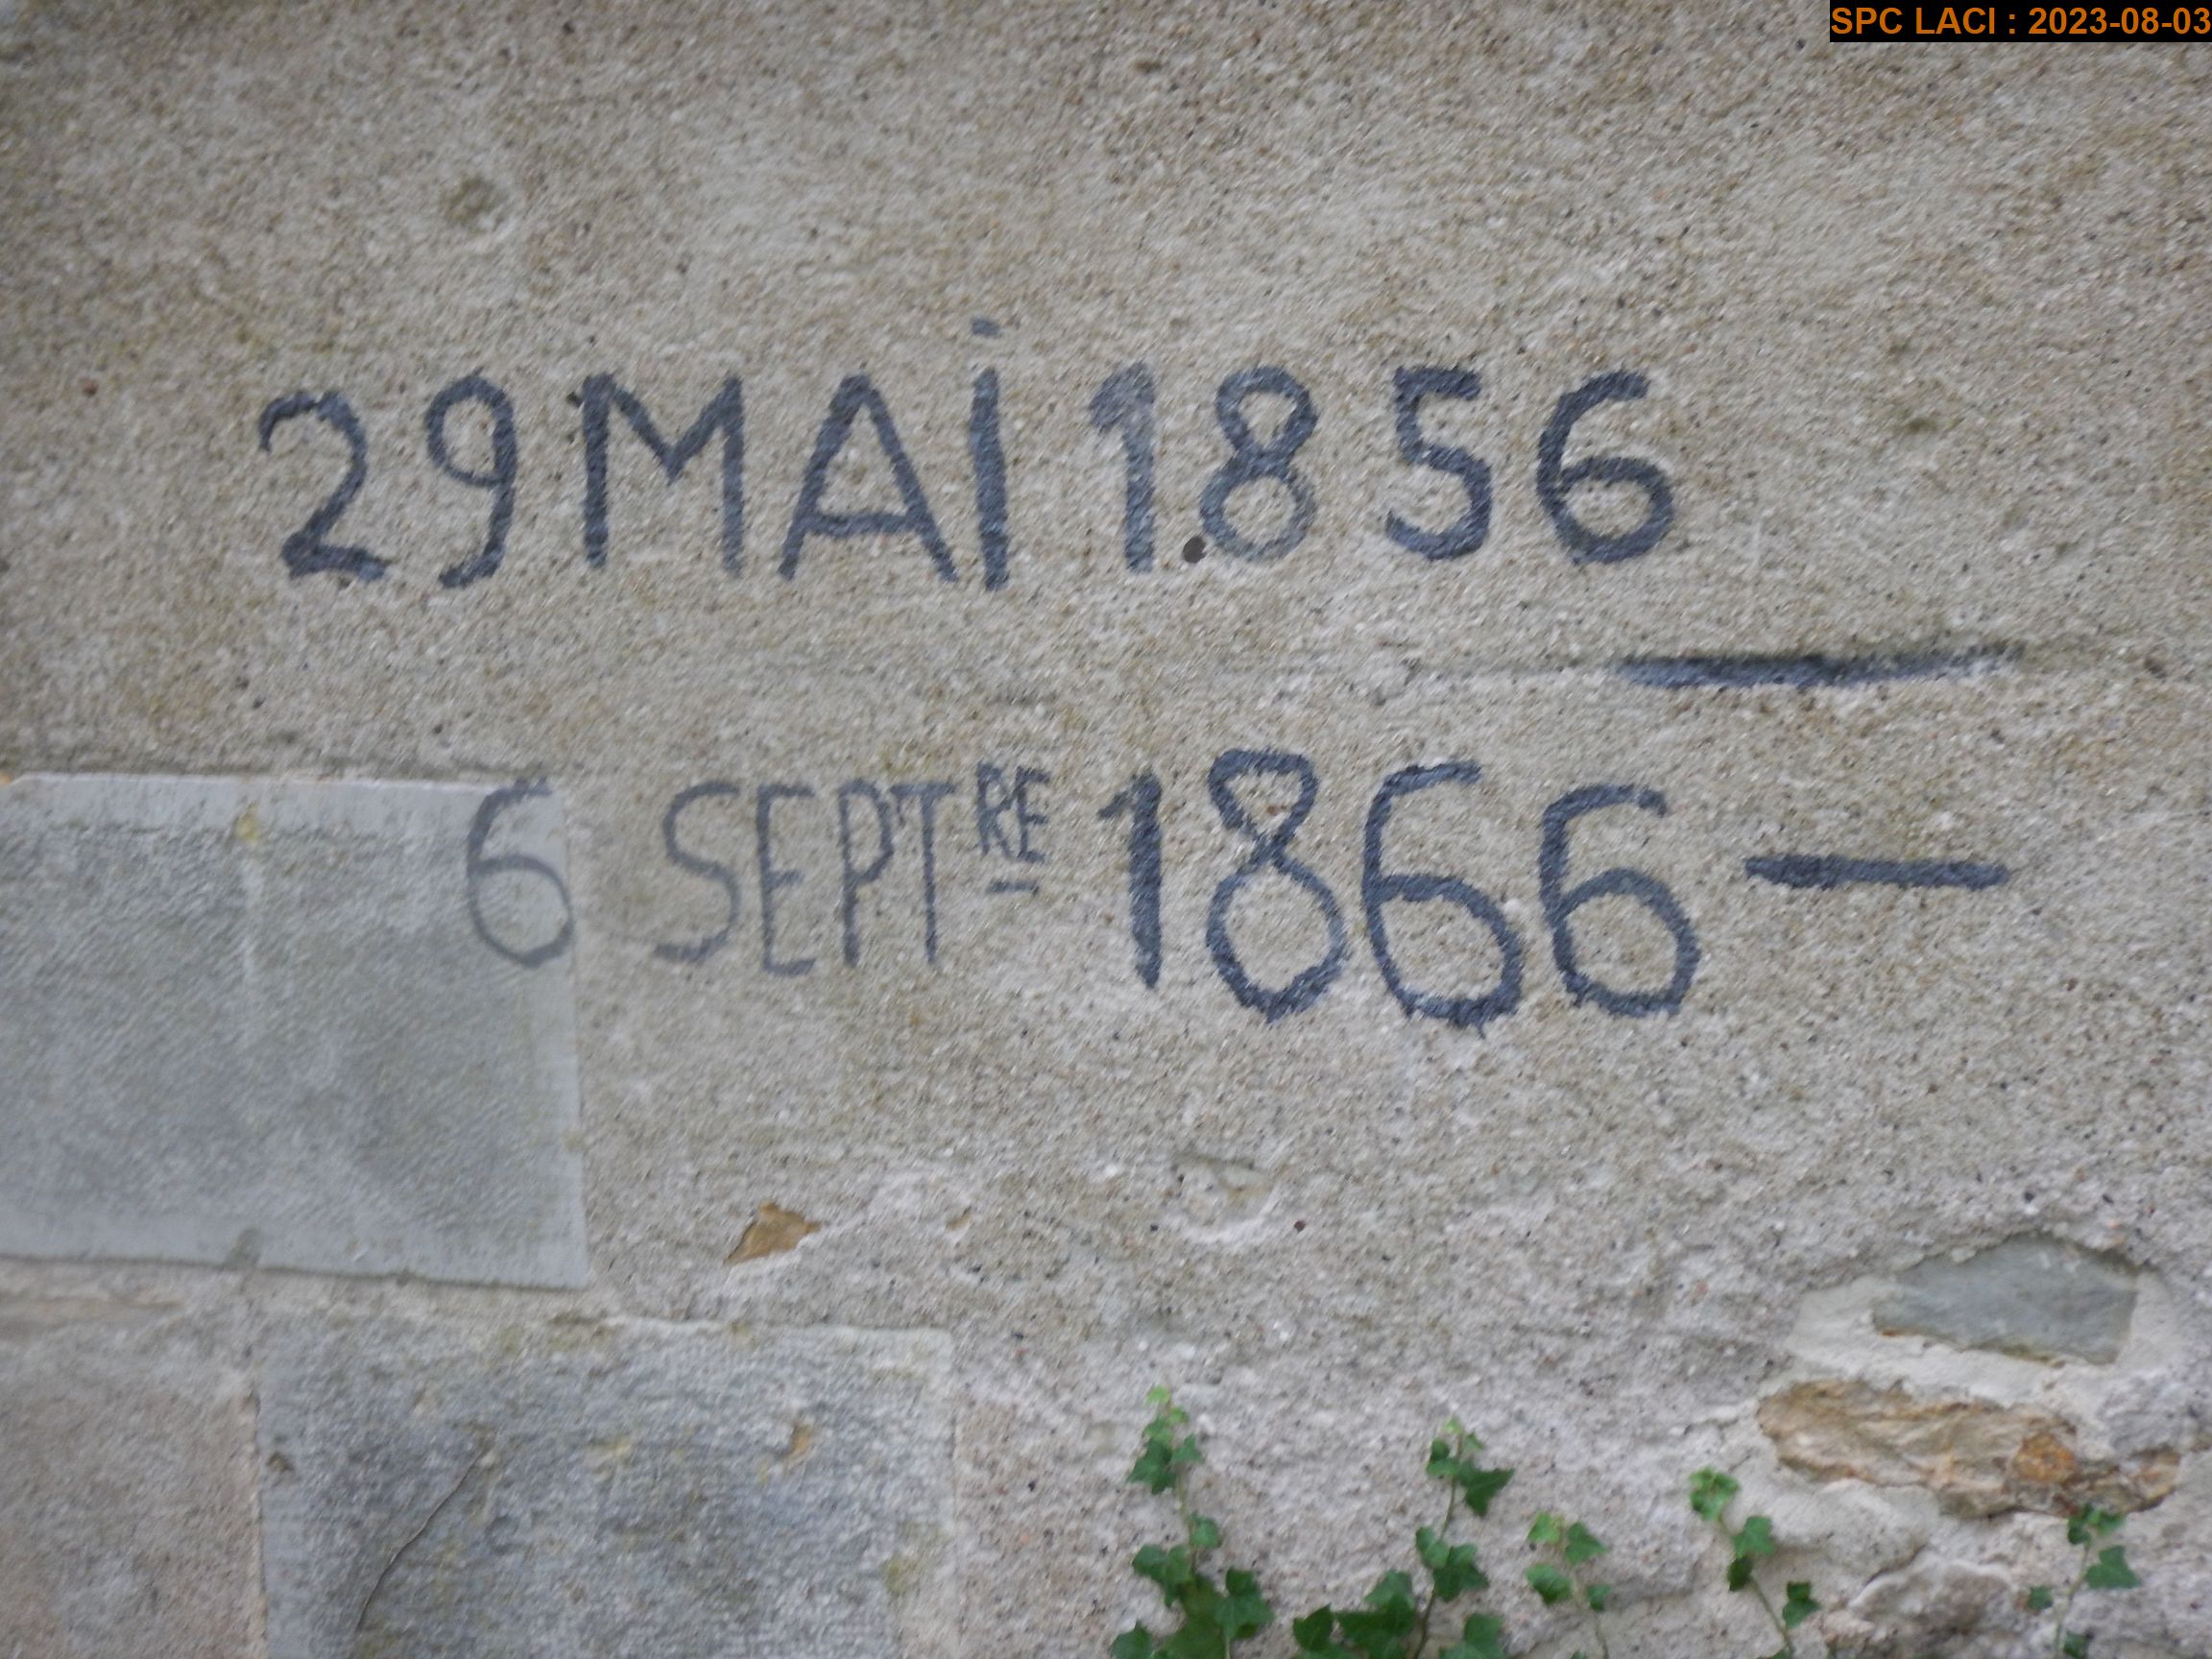 SPC LACI : 2023-08-03
29 MAi 1856
6 SEPTRE 1866 —